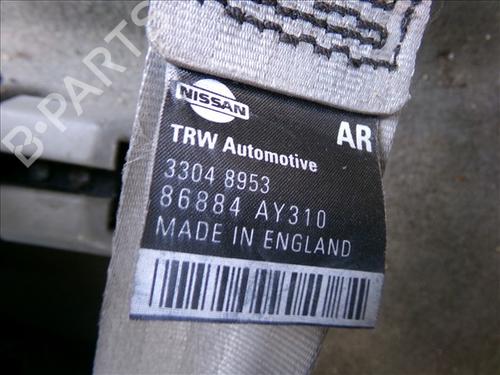 B-PARTS
NISSAN
AR
TRW Automotive
3304 8953
86884 AY310
MADE IN ENGLAND